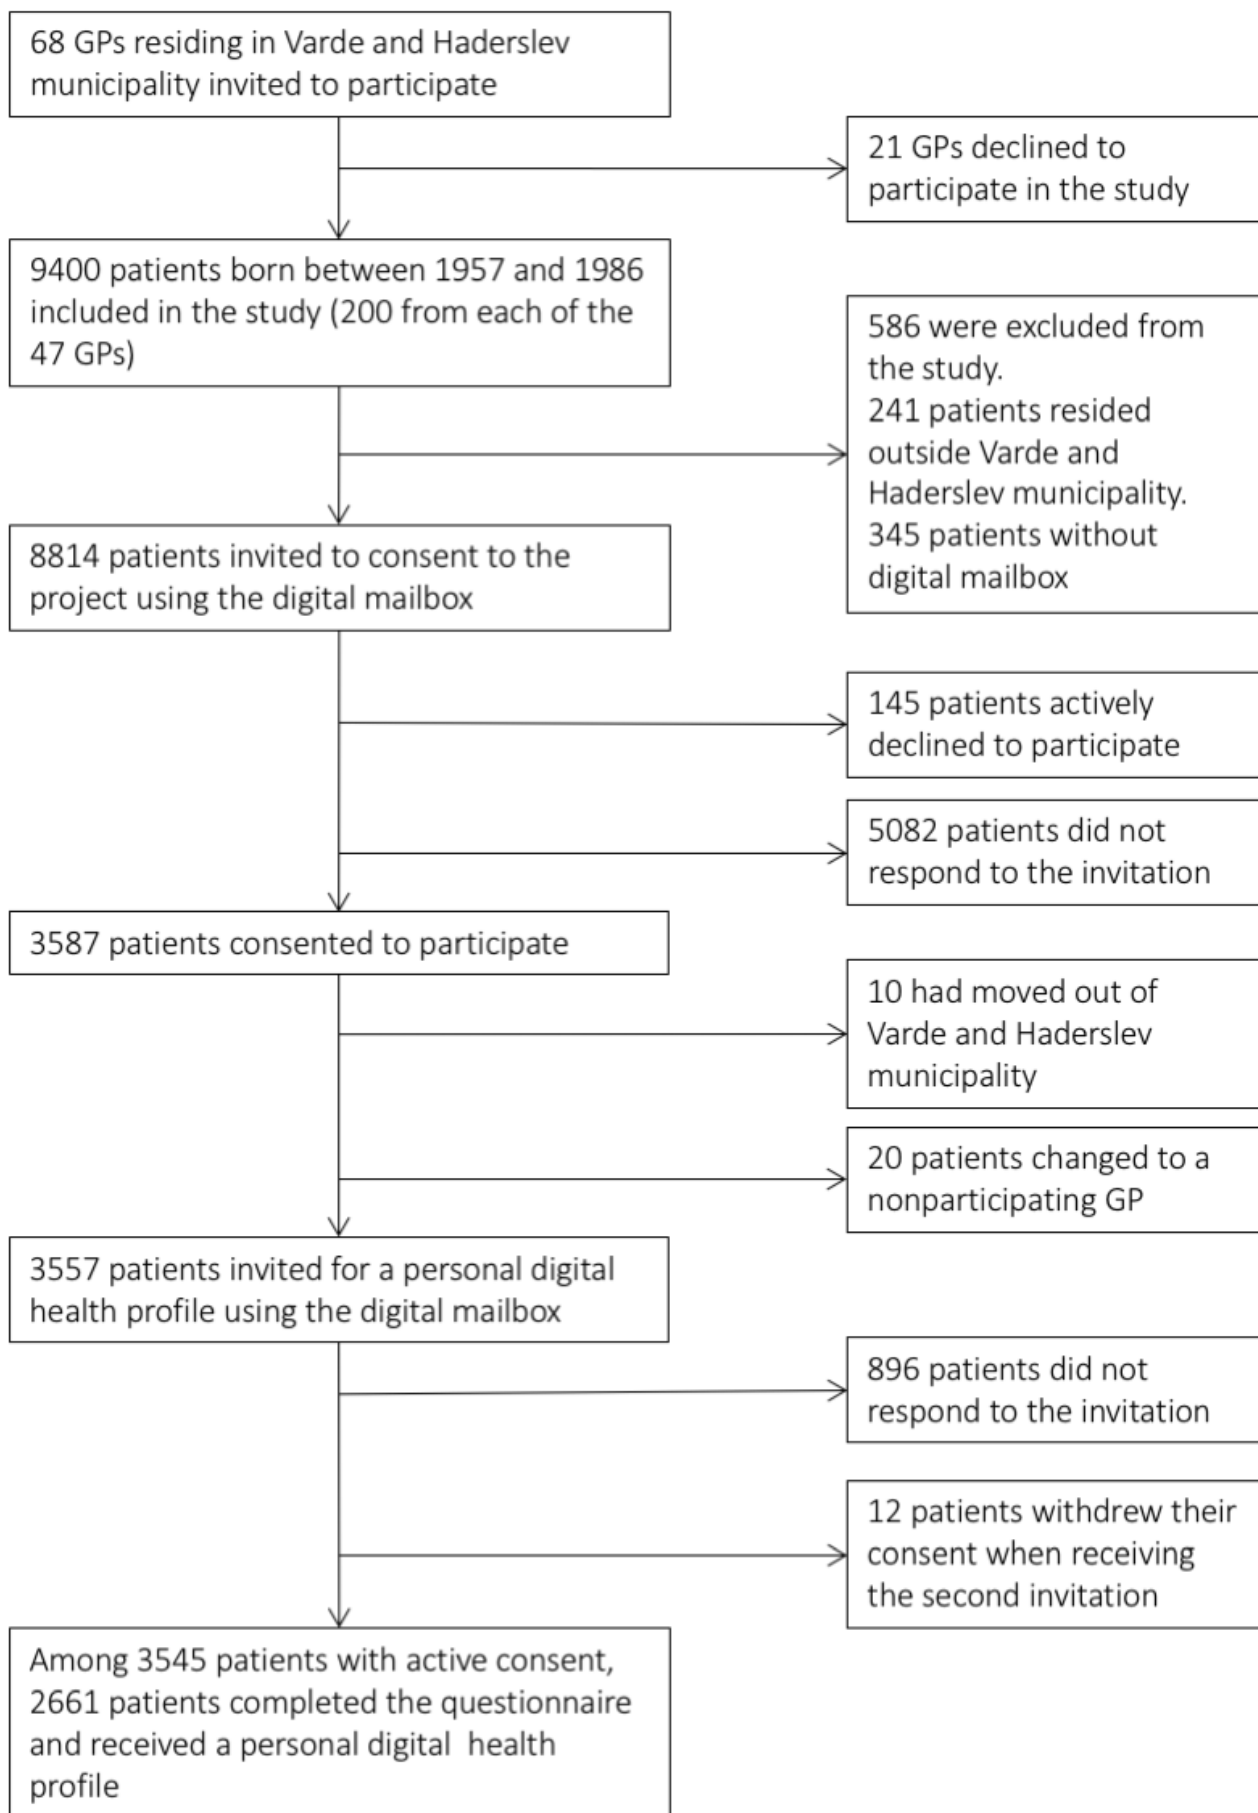 68 GPs residing in Varde and Haderslev
municipality invited to participate
21 GPs declined to
participate in the study
9400 patients born between 1957 and 1986
included in the study (200 from each of the
47 GPs)
586 were excluded from
the study.
241 patients resided
outside Varde and
Haderslev municipality.
345 patients without
digital mailbox
8814 patients invited to consent to the
project using the digital mailbox
145 patients actively
declined to participate
5082 patients did not
respond to the invitation
3587 patients consented to participate
10 had moved out of
Varde and Haderslev
municipality
20 patients changed to a
nonparticipating GP
3557 patients invited for a personal digital
health profile using the digital mailbox
896 patients did not
respond to the invitation
12 patients withdrew their
consent when receiving
the second invitation
Among 3545 patients with active consent,
2661 patients completed the questionnaire
and received a personal digital health
profile